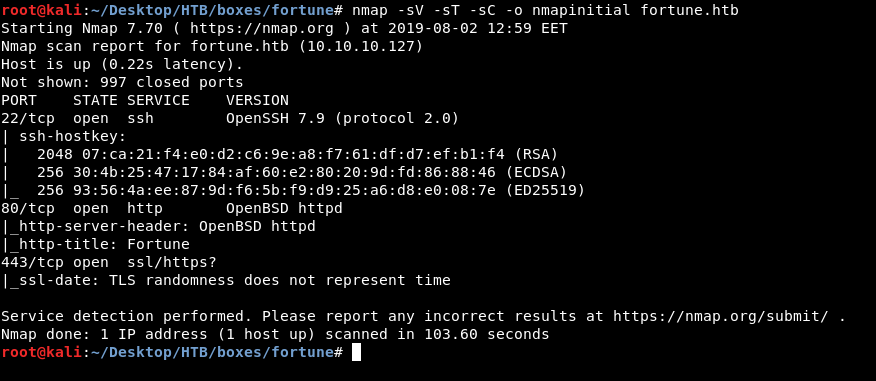 root@kali:~/Desktop/HTB/boxes/fortune# nmap -sV -sT -sC -o nmapinitial fortune.htb
Starting Nmap 7.70 ( https://nmap.org ) at 2019-08-02 12:59 EET
Nmap scan report for fortune.htb (10.10.10.127)
Host is up (0.22s latency).
Not shown: 997 closed ports
PORT    STATE SERVICE    VERSION
22/tcp  open  ssh        OpenSSH 7.9 (protocol 2.0)
| ssh-hostkey:
|   2048 07:ca:21:f4:e0:d2:c6:9e:a8:f7:61:df:d7:ef:b1:f4 (RSA)
|   256 30:4b:25:47:17:84:af:60:e2:80:20:9d:fd:86:88:46 (ECDSA)
|_  256 93:56:4a:ee:87:9d:f6:5b:f9:d9:25:a6:d8:e0:08:7e (ED25519)
80/tcp  open  http       OpenBSD httpd
|_http-server-header: OpenBSD httpd
|_http-title: Fortune
443/tcp open  ssl/https?
|_ssl-date: TLS randomness does not represent time
Service detection performed. Please report any incorrect results at https://nmap.org/submit/ .
Nmap done: 1 IP address (1 host up) scanned in 103.60 seconds
root@kali:~/Desktop/HTB/boxes/fortune#